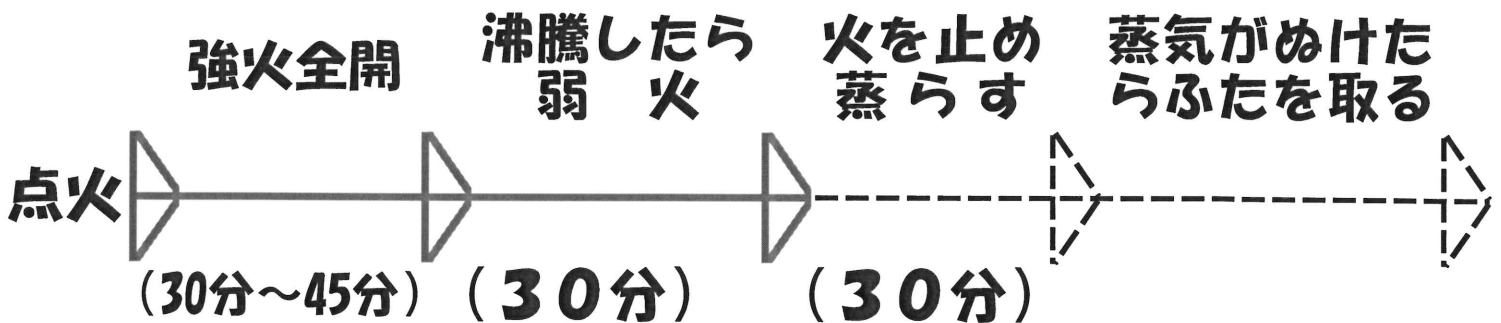 強火全開
沸騰したら
弱 火
火を止め
蒸 ら す
蒸気がぬけた
らふたを取る
点火
（30分～45分）
（３０分）
（３０分）